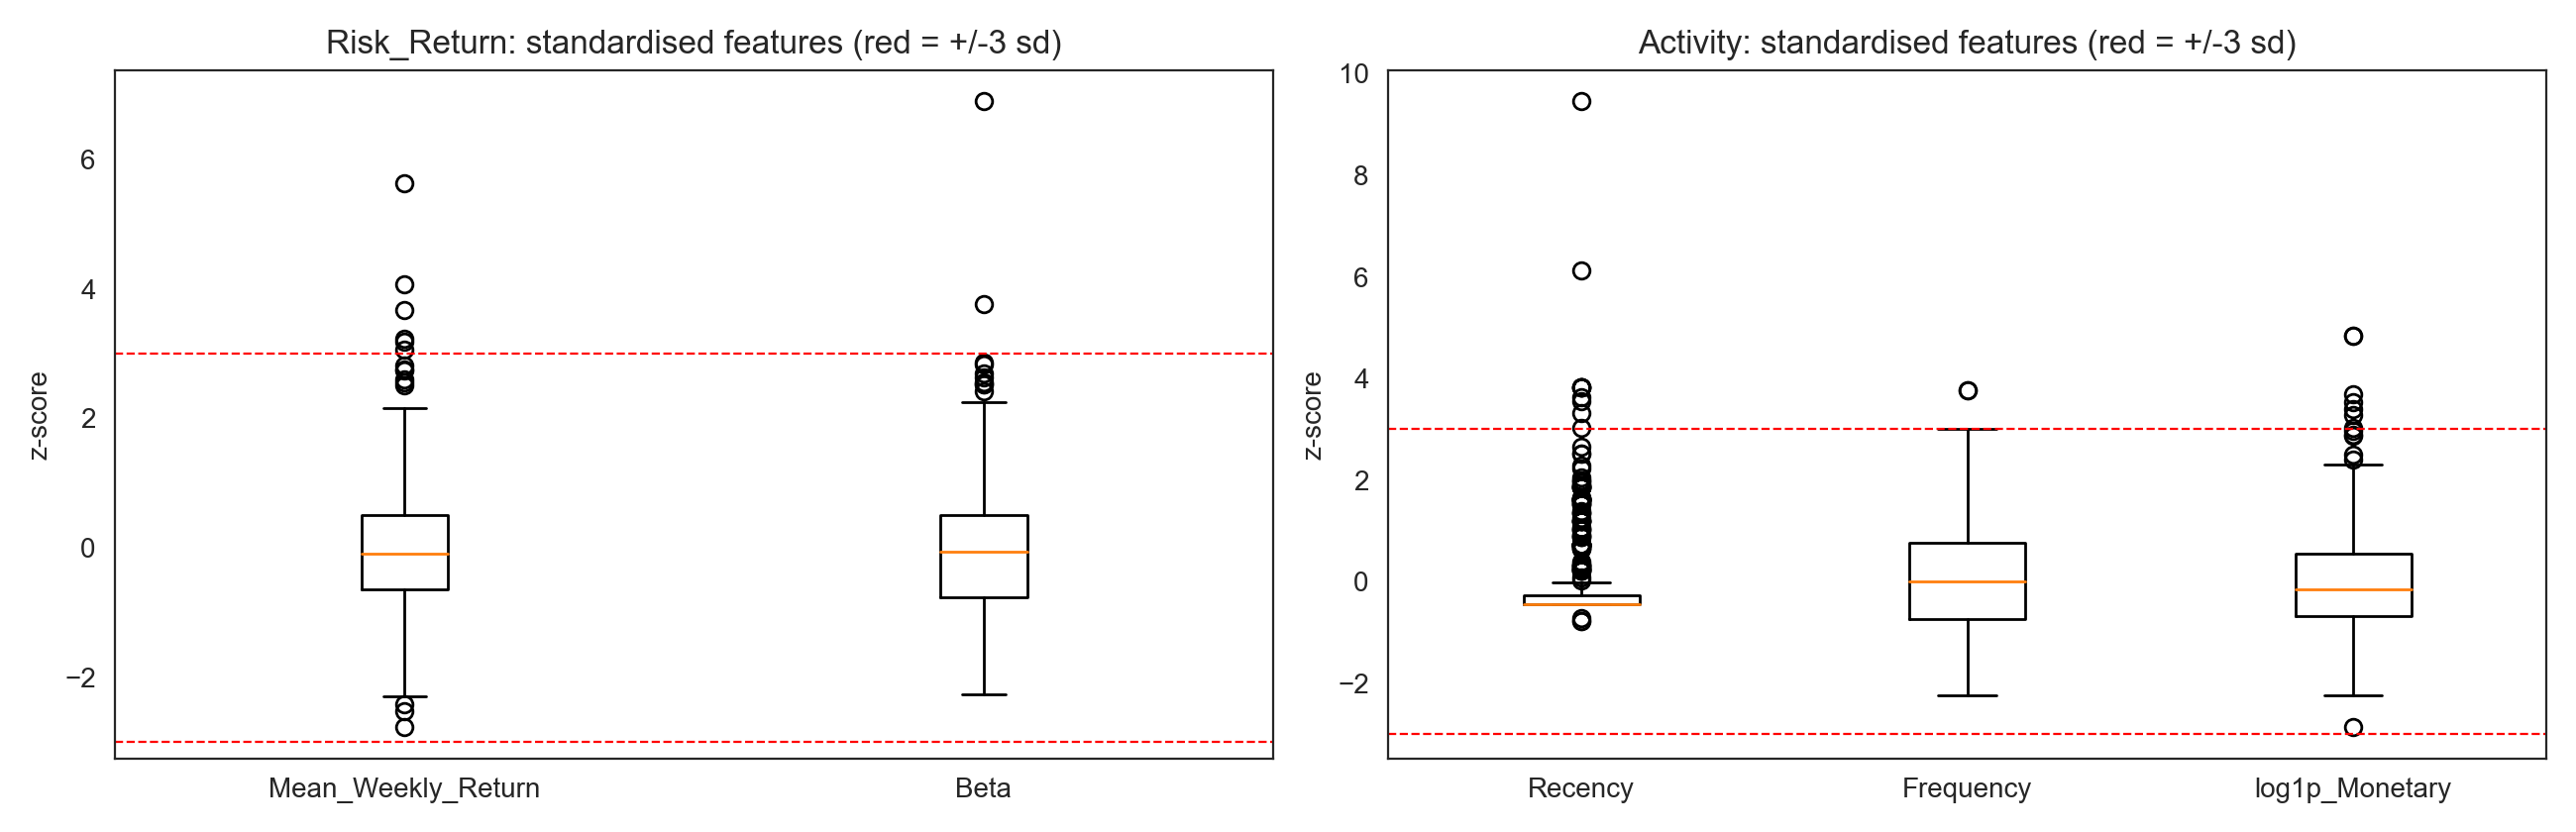 Risk_Return: standardised features (red = +/-3 sd)
z-score
6
4
2
0
−2
Mean_Weekly_Return
Beta
Activity: standardised features (red = +/-3 sd)
z-score
10
8
6
4
2
0
−2
Recency
Frequency
log1p_Monetary